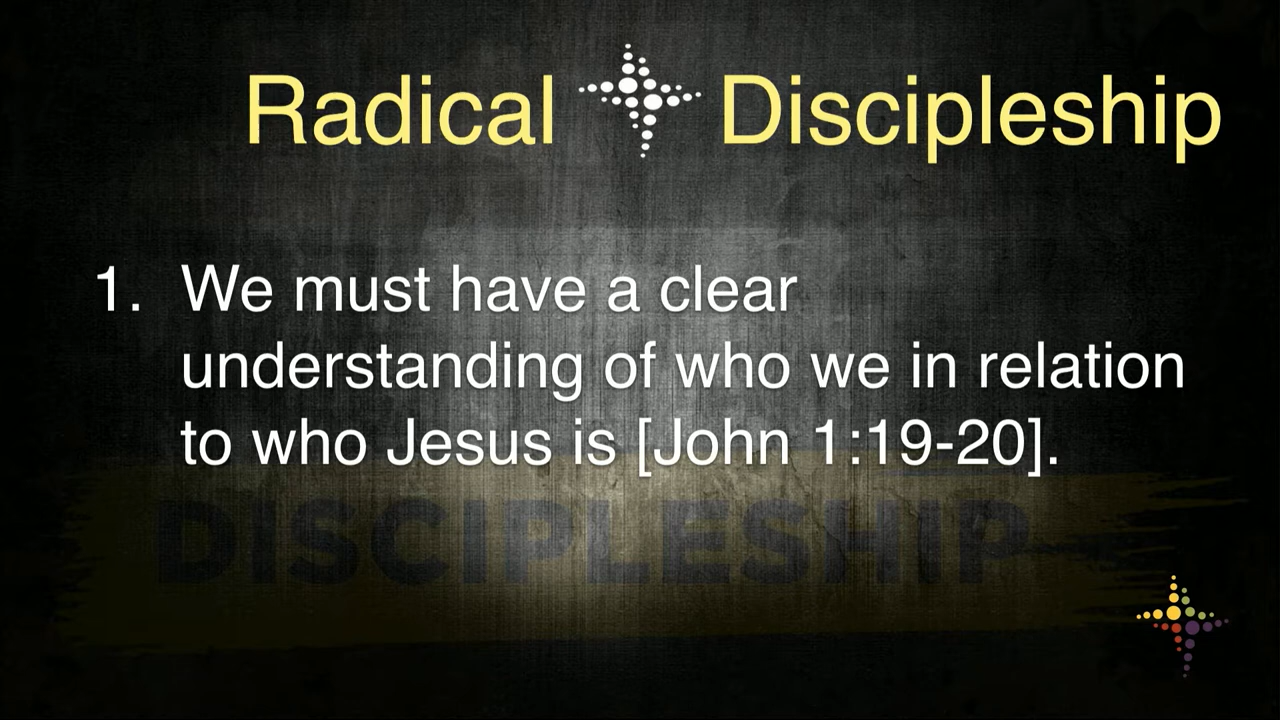 Radical Discipleship
1. We must have a clear
understanding of who we in relation
to who Jesus is [John 1:19-20].
DISCIPLESHIP